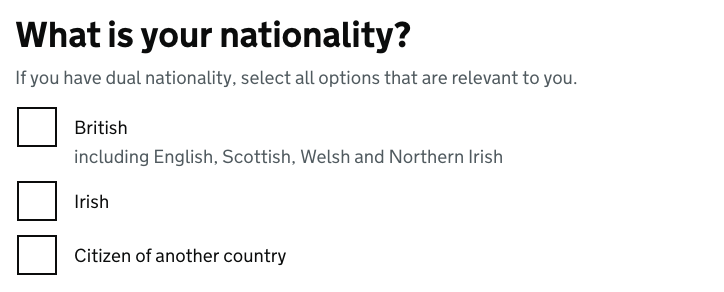 What is your nationality?
If you have dual nationality, select all options that are relevant to you.
British
including English, Scottish, Welsh and Northern Irish
Irish
Citizen of another country